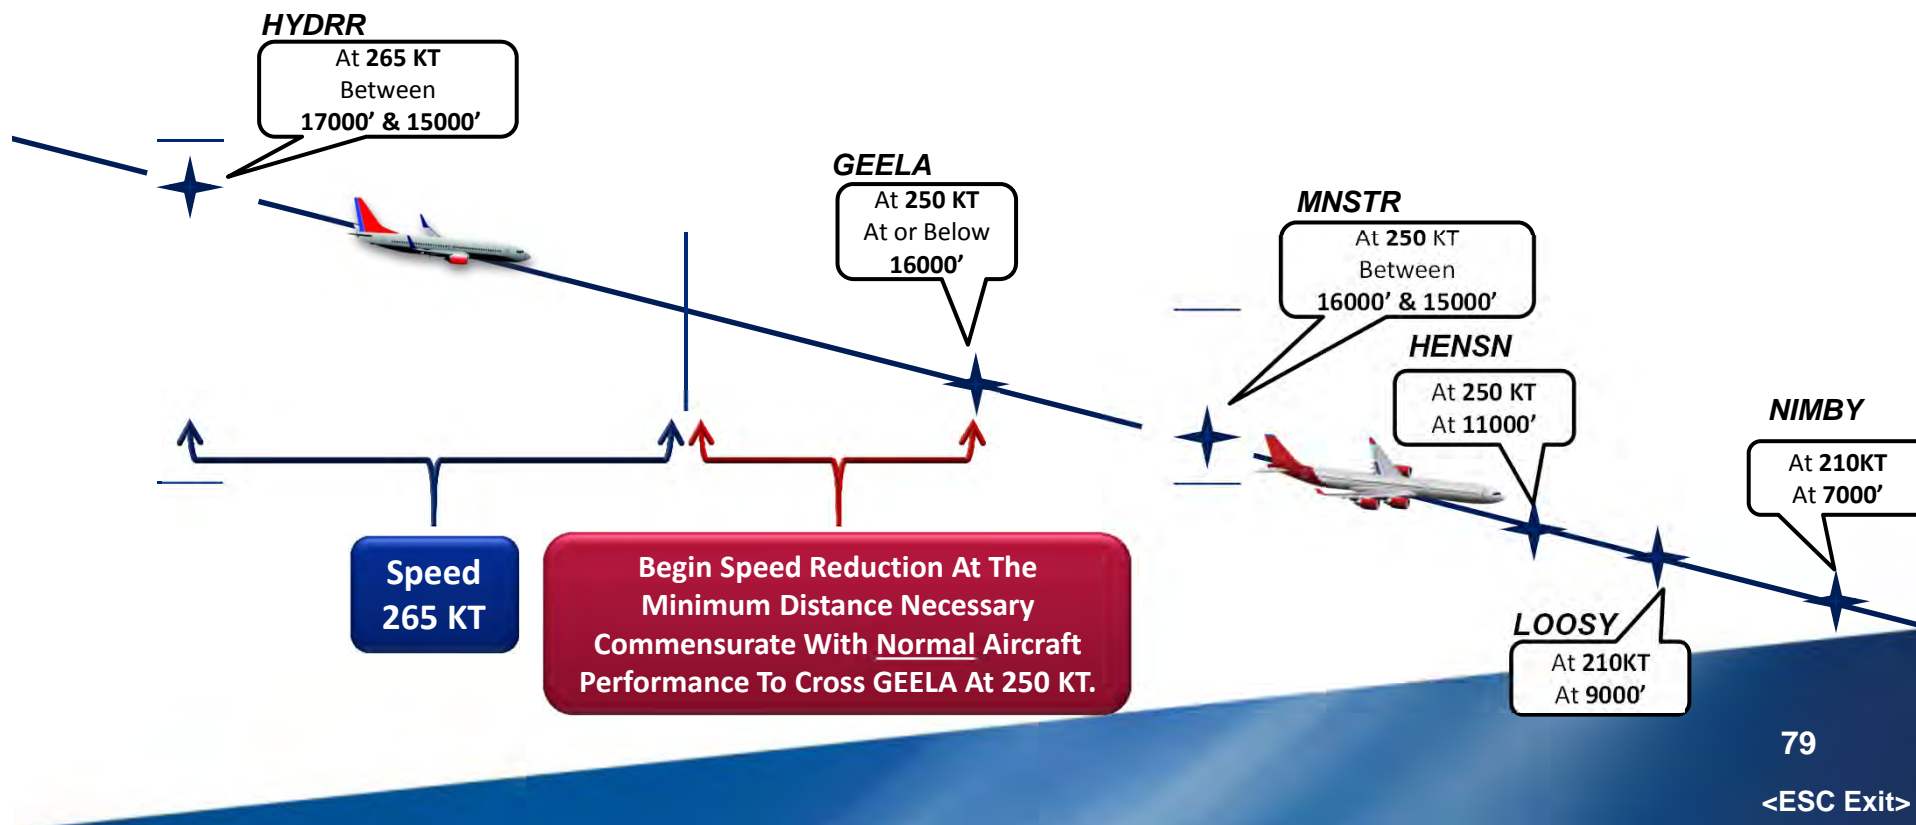 HYDRR
At 265 KT
Between
17000’ & 15000’
GEELA
At 250 KT
At or Below
16000’
MNSTR
At 250 KT
Between
16000’ & 15000’
HENSN
At 250 KT
At 11000’
NIMBY
At 210KT
At 7000’
LOOSY
At 210KT
At 9000’
Speed
265 KT
Begin Speed Reduction At The
Minimum Distance Necessary
Commensurate With Normal Aircraft
Performance To Cross GEELA At 250 KT.
79
<ESC Exit>